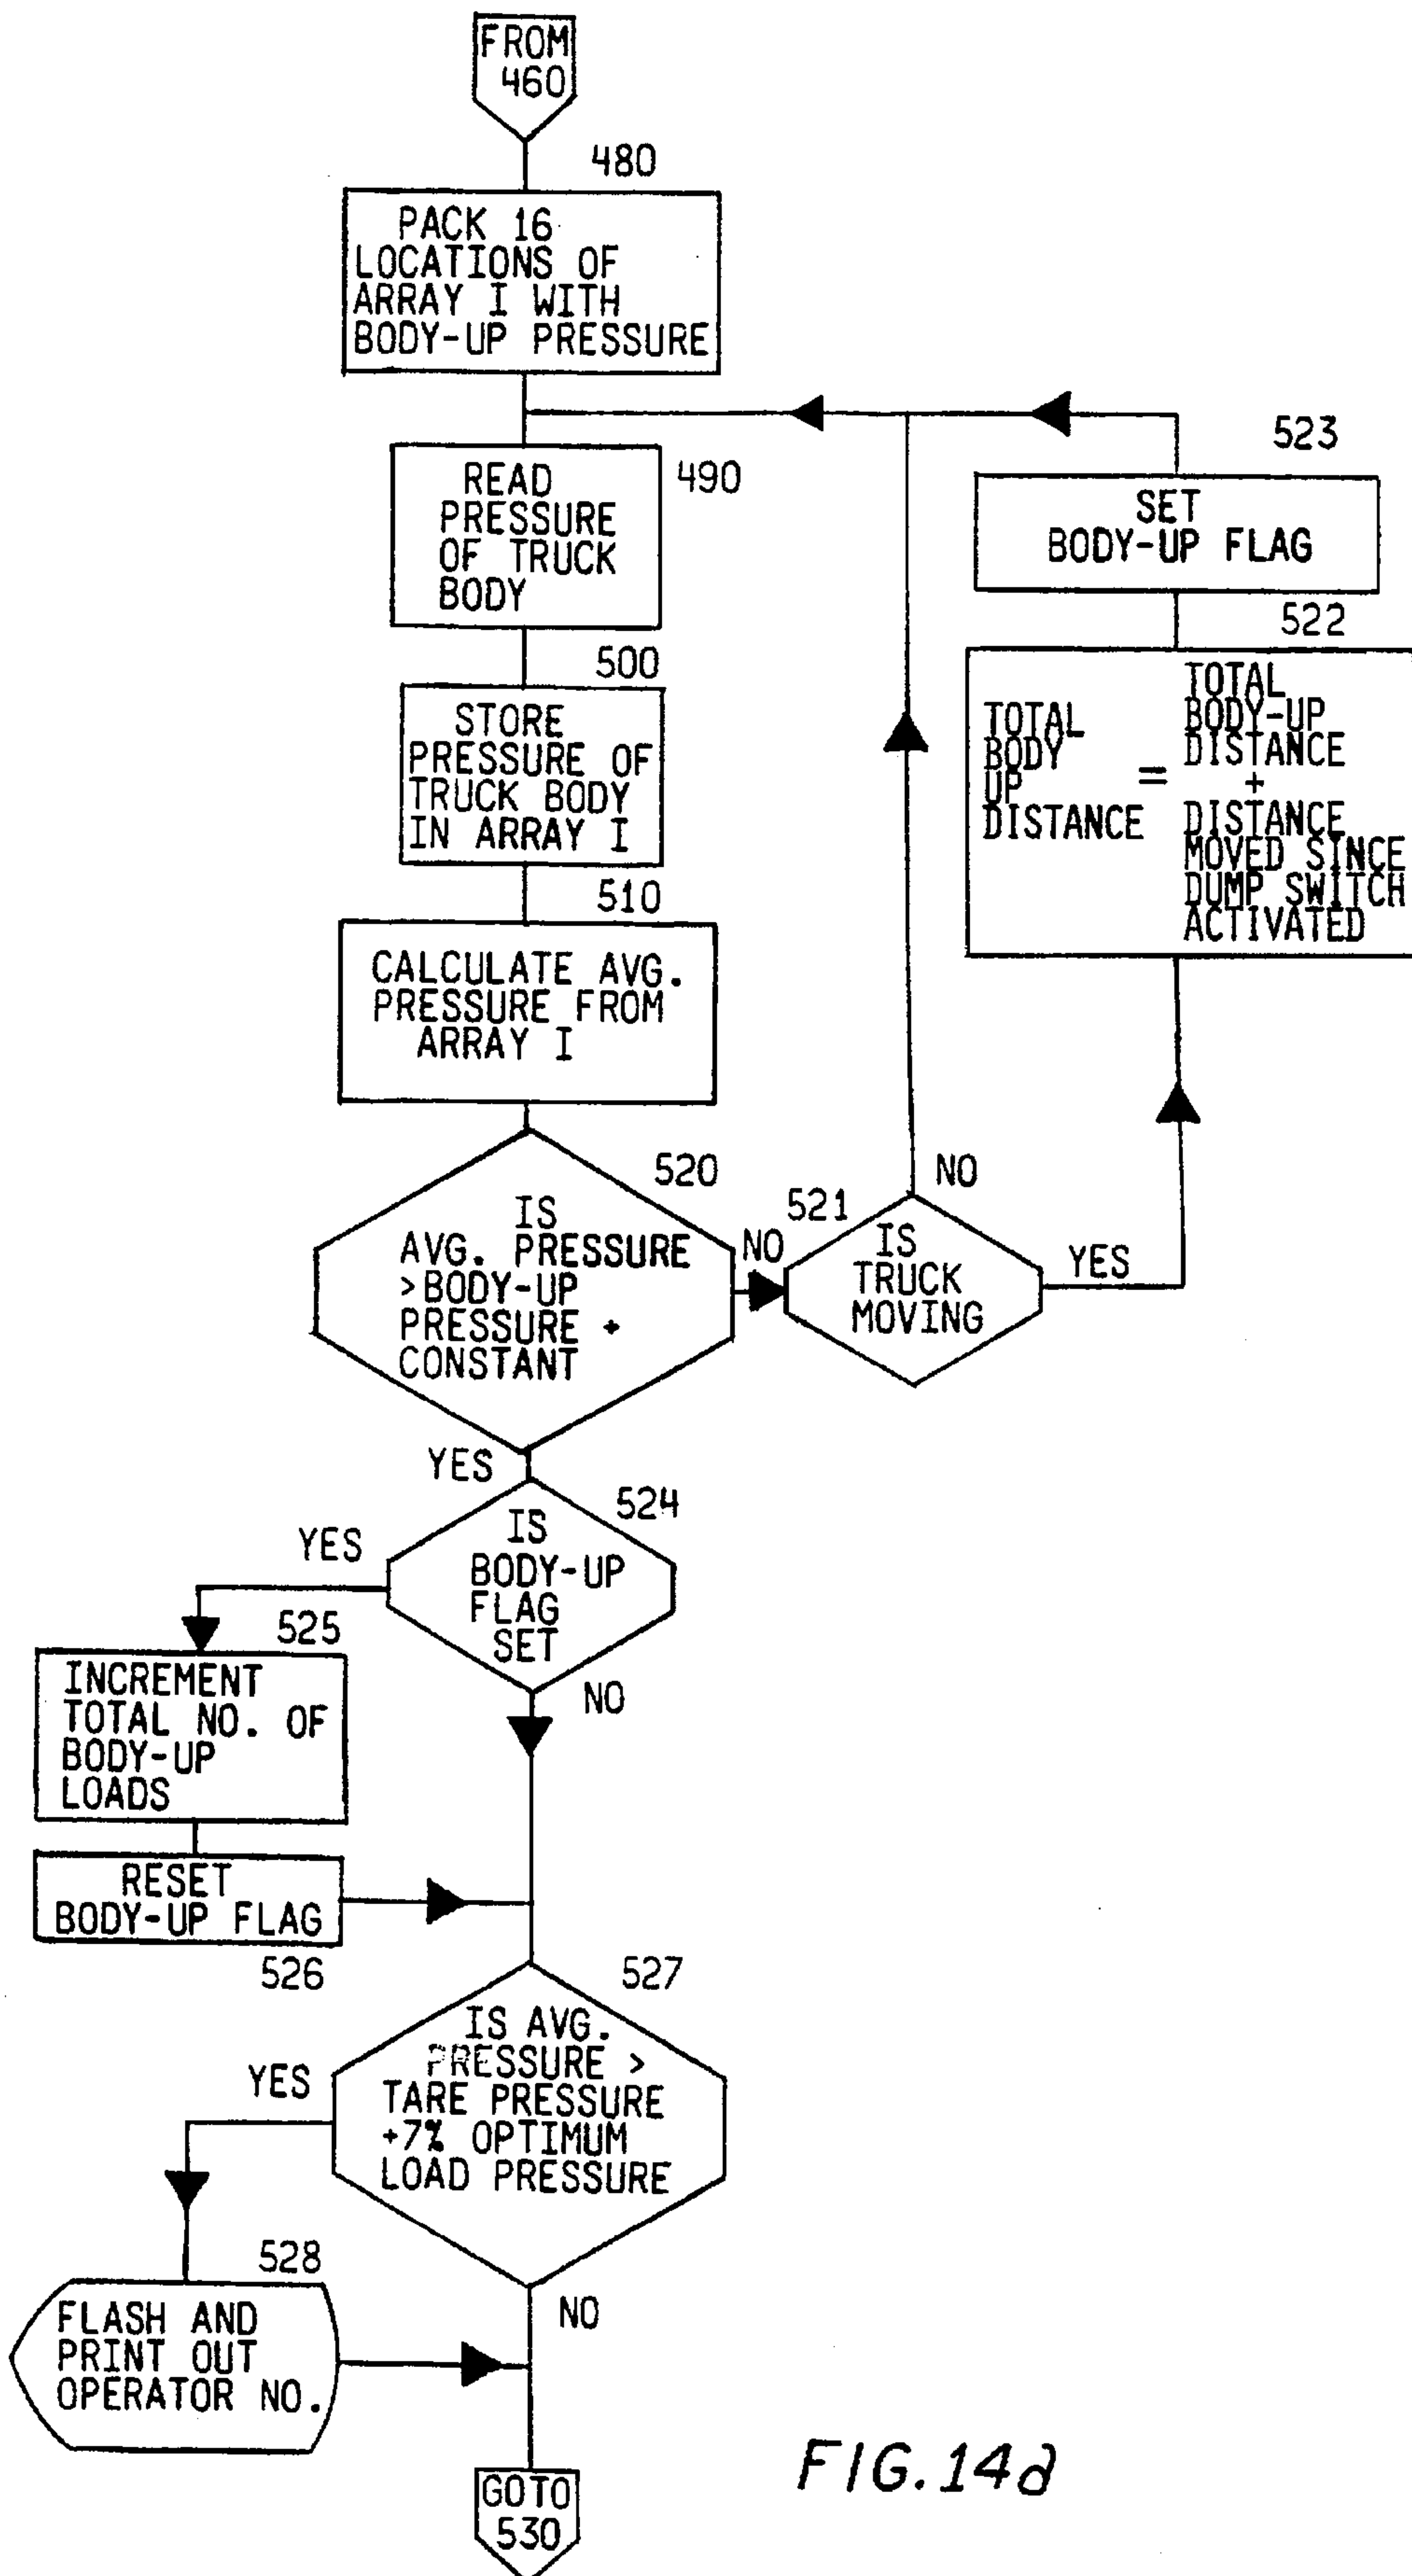 FROM
460
480
PACK 16
LOCATIONS OF
ARRAY I WITH
BODY-UP PRESSURE
523
SET
BODY-UP FLAG
490
READ
PRESSURE
OF TRUCK
BODY
522
TOTAL
BODY
UP
DISTANCE
=
TOTAL
BODY-UP
DISTANCE
+
DISTANCE
MOVED SINCE
DUMP SWITCH
ACTIVATED
500
STORE
PRESSURE OF
TRUCK BODY
IN ARRAY I
510
CALCULATE AVG.
PRESSURE FROM
ARRAY I
520
IS
AVG. PRESSURE
>BODY-UP
PRESSURE +
CONSTANT
NO
521
IS
TRUCK
MOVING
NO
YES
YES
524
IS
BODY-UP
FLAG
SET
YES
NO
525
INCREMENT
TOTAL NO. OF
BODY-UP
LOADS
RESET
BODY-UP FLAG
526
527
IS AVG.
PRESSURE >
TARE PRESSURE
+7% OPTIMUM
LOAD PRESSURE
YES
NO
528
FLASH AND
PRINT OUT
OPERATOR NO.
GO TO
530
FIG. 14d